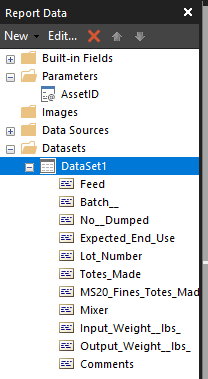 Report Data
New Edit...
Built-in Fields
Parameters
AssetID
Images
Data Sources
Datasets
DataSet1
Feed
Batch__
No__Dumped
Expected_End_Use
Lot_Number
Totes_Made
MS20_Fines_Totes_Mad
Mixer
Input_Weight__lbs_
Output_Weight__lbs_
Comments